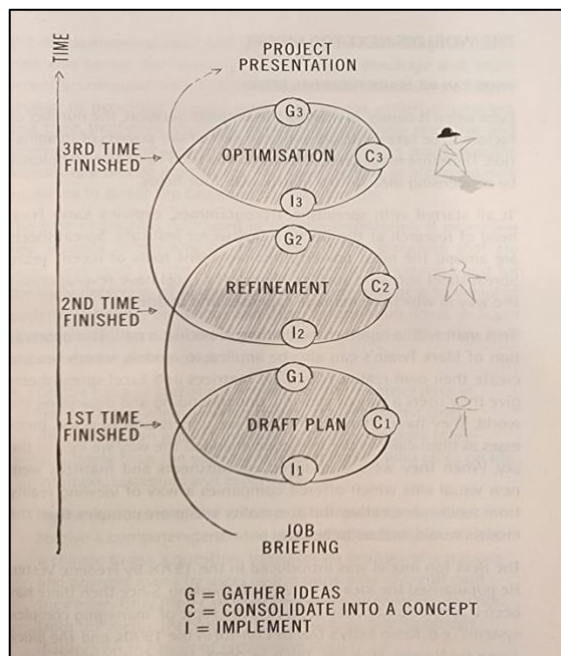 TIME
PROJECT
PRESENTATION
G3
3RD TIME
FINISHED
OPTIMISATION
C3
I3
G2
2ND TIME
FINISHED
REFINEMENT
C2
I2
G1
1ST TIME
FINISHED
DRAFT PLAN
C1
I1
JOB
BRIEFING
G = GATHER IDEAS
C = CONSOLIDATE INTO A CONCEPT
I = IMPLEMENT